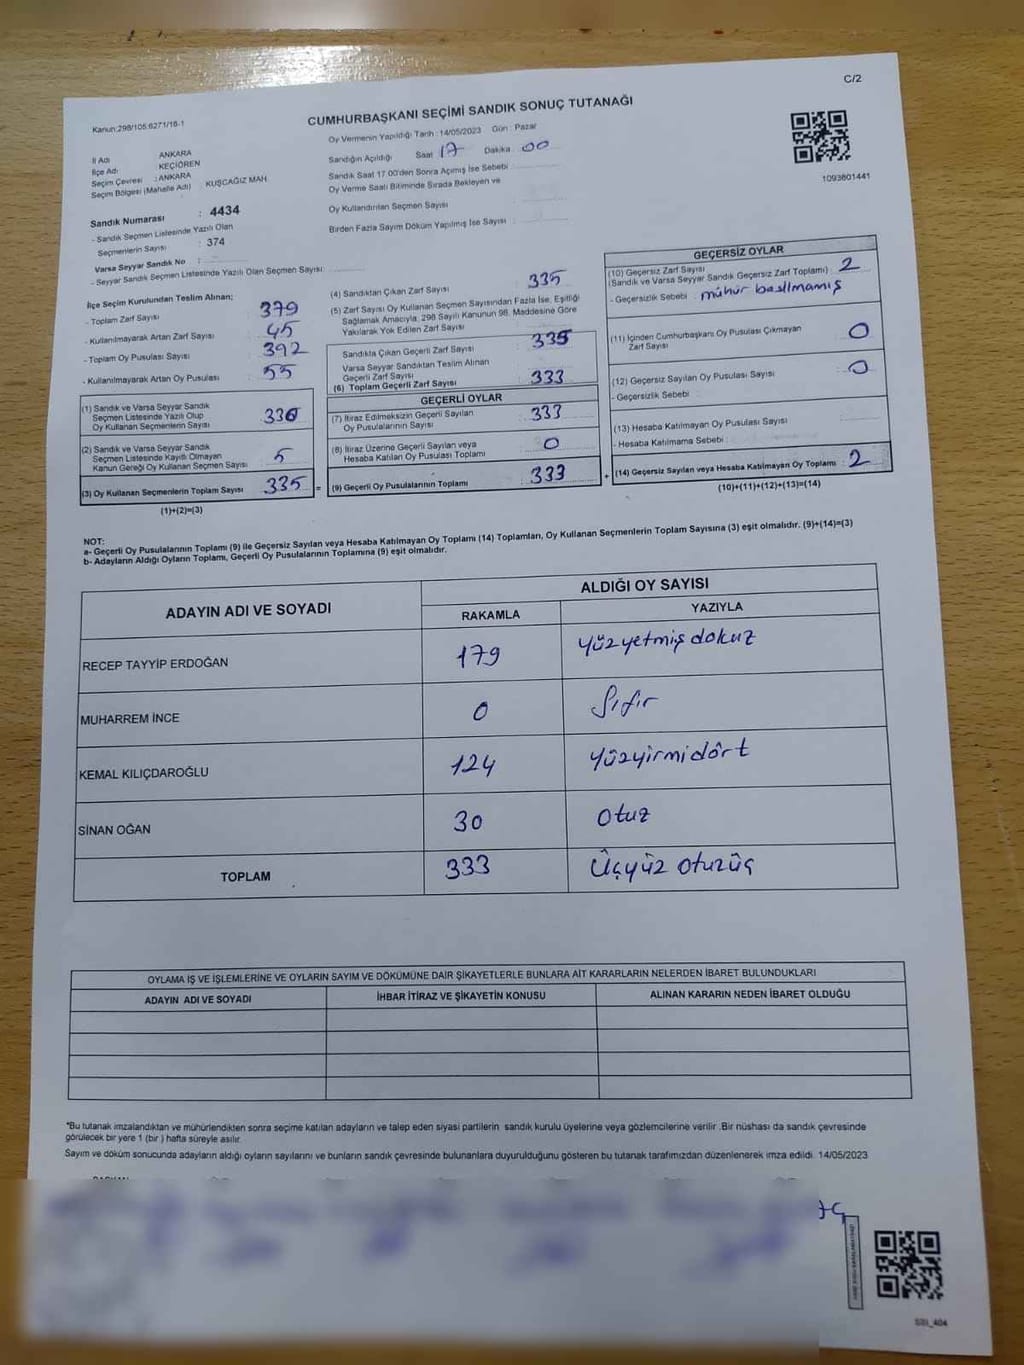 C/2
Kanun:298/105;6271/16-1
CUMHURBAŞKANI SEÇİMİ SANDIK SONUÇ TUTANAĞI
Oy Vermenin Yapıldığı Tarih : 14/05/2023 Gün : Pazar
İl Adı ANKARA
İlçe Adı KEÇİÖREN
Seçim Çevresi : ANKARA
Seçim Bölgesi (Mahalle Adı) KUŞCAĞIZ MAH.
Sandığın Açıldığı Saat 17 Dakika : 00
Sandık Saat 17.00'den Sonra Açılmış İse Sebebi
Oy Verme Saati Bitiminde Sırada Bekleyen ve
Oy Kullandırılan Seçmen Sayısı
Birden Fazla Sayım Döküm Yapılmış İse Sayısı :
1093601441
Sandık Numarası : 4434
- Sandık Seçmen Listesinde Yazılı Olan
Seçmenlerin Sayısı : 374
Varsa Seyyar Sandık No :
- Seyyar Sandık Seçmen Listesinde Yazılı Olan Seçmen Sayısı:
İlçe Seçim Kurulundan Teslim Alınan;
- Toplam Zarf Sayısı 379
- Kullanılmayarak Artan Zarf Sayısı 45
- Toplam Oy Pusulası Sayısı 392
- Kullanılmayarak Artan Oy Pusulası 55
(1) Sandık ve Varsa Seyyar Sandık
Seçmen Listesinde Yazılı Olup
Oy Kullanan Seçmenlerin Sayısı 330
(2) Sandık ve Varsa Seyyar Sandık
Seçmen Listesinde Kayıtlı Olmayan
Kanun Gereği Oy Kullanan Seçmen Sayısı 5
(3) Oy Kullanan Seçmenlerin Toplam Sayısı 335 =
(1)+(2)=(3)
(4) Sandıktan Çıkan Zarf Sayısı 335
(5) Zarf Sayısı Oy Kullanan Seçmen Sayısından Fazla İse, Eşitliği
Sağlamak Amacıyla, 298 Sayılı Kanunun 98. Maddesine Göre
Yakılarak Yok Edilen Zarf Sayısı
Sandıkta Çıkan Geçerli Zarf Sayısı 335
Varsa Seyyar Sandıktan Teslim Alınan
Geçerli Zarf Sayısı
(6) Toplam Geçerli Zarf Sayısı 333
GEÇERLİ OYLAR
(7) İtiraz Edilmeksizin Geçerli Sayılan
Oy Pusulalarının Sayısı 333
(8) İtiraz Üzerine Geçerli Sayılan veya
Hesaba Katılan Oy Pusulası Toplamı 0
(9) Geçerli Oy Pusulalarının Toplamı 333 +
GEÇERSİZ OYLAR
(10) Geçersiz Zarf Sayısı
(Sandık ve Varsa Seyyar Sandık Geçersiz Zarf Toplamı) 2
- Geçersizlik Sebebi : mühür basılmamış
(11) İçinden Cumhurbaşkanı Oy Pusulası Çıkmayan
Zarf Sayısı 0
(12) Geçersiz Sayılan Oy Pusulası Sayısı 0
- Geçersizlik Sebebi
(13) Hesaba Katılmayan Oy Pusulası Sayısı
- Hesaba Katılmama Sebebi :
(14) Geçersiz Sayılan veya Hesaba Katılmayan Oy Toplamı 2
(10)+(11)+(12)+(13)=(14)
NOT:
a- Geçerli Oy Pusulalarının Toplamı (9) ile Geçersiz Sayılan veya Hesaba Katılmayan Oy Toplamı (14) Toplamları, Oy Kullanan Seçmenlerin Toplam Sayısına (3) eşit olmalıdır. (9)+(14)=(3)
b- Adayların Aldığı Oyların Toplamı, Geçerli Oy Pusulalarının Toplamına (9) eşit olmalıdır.
ADAYIN ADI VE SOYADI ALDIĞI OY SAYISI
RAKAMLA YAZIYLA
RECEP TAYYİP ERDOĞAN 179 yüzyetmiş dokuz
MUHARREM İNCE 0 Sıfır
KEMAL KILIÇDAROĞLU 124 yüzyirmidört
SİNAN OĞAN 30 otuz
TOPLAM 333 Üçyüz otuzüç
OYLAMA İŞ VE İŞLEMLERİNE VE OYLARIN SAYIM VE DÖKÜMÜNE DAİR ŞİKAYETLERLE BUNLARA AİT KARARLARIN NELERDEN İBARET BULUNDUKLARI
ADAYIN ADI VE SOYADI İHBAR İTİRAZ VE ŞİKAYETİN KONUSU ALINAN KARARIN NEDEN İBARET OLDUĞU
*Bu tutanak imzalandıktan ve mühürlendikten sonra seçime katılan adayların ve talep eden siyasi partilerin sandık kurulu üyelerine veya gözlemcilerine verilir .Bir nüshası da sandık çevresinde
görülecek bir yere 1 (bir ) hafta süreyle asılır.
Sayım ve döküm sonucunda adayların aldığı oyların sayılarını ve bunların sandık çevresinde bulunanlara duyurulduğunu gösteren bu tutanak tarafımızdan düzenlenerek imza edildi. 14/05/2023